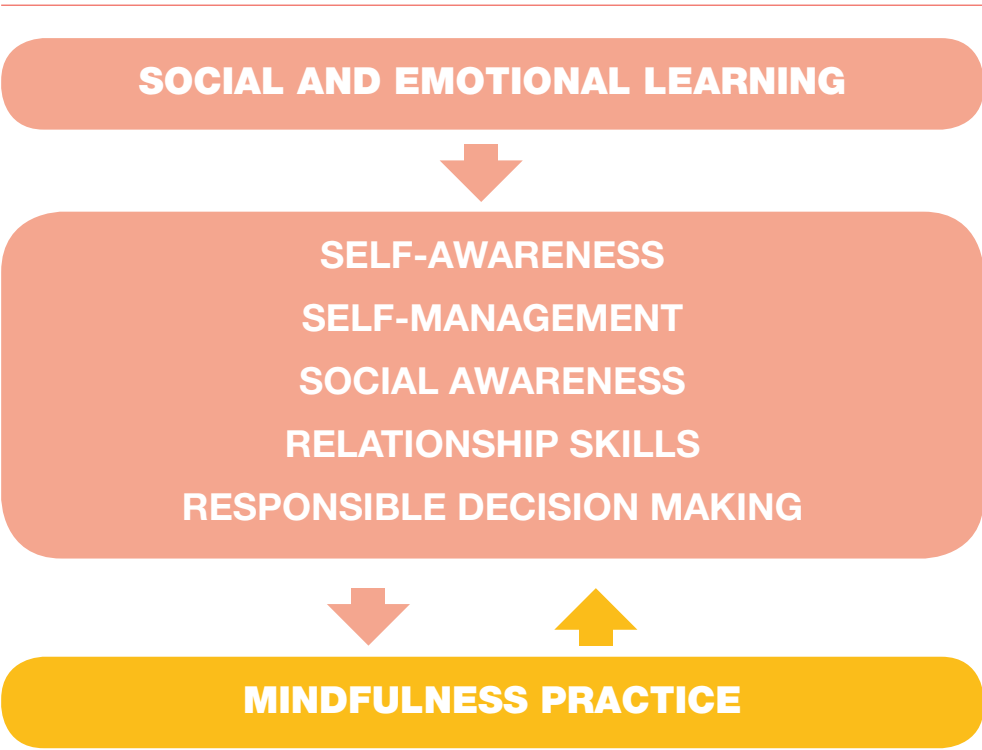 SOCIAL AND EMOTIONAL LEARNING
SELF-AWARENESS
SELF-MANAGEMENT
SOCIAL AWARENESS
RELATIONSHIP SKILLS
RESPONSIBLE DECISION MAKING
MINDFULNESS PRACTICE